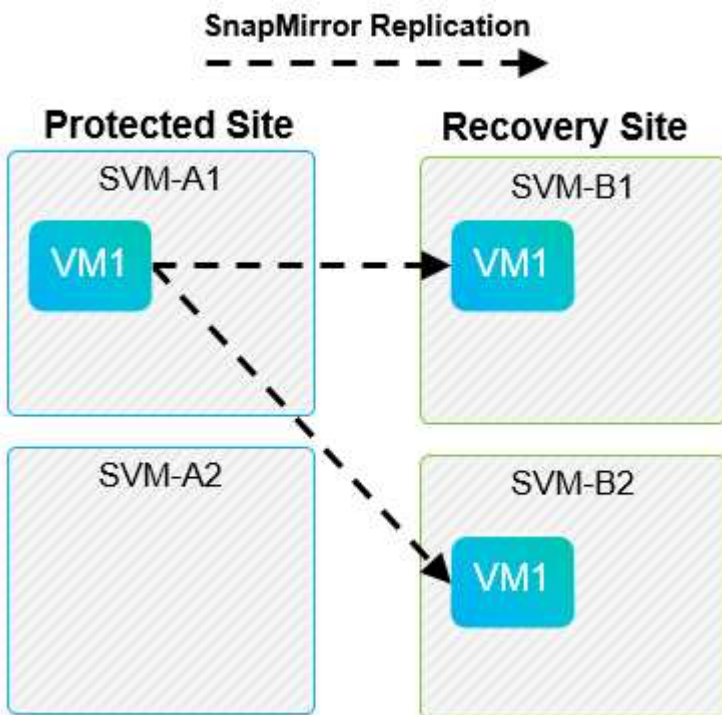 SnapMirror Replication
Protected Site
Recovery Site
SVM-A1
SVM-B1
VM1
VM1
SVM-A2
SVM-B2
VM1